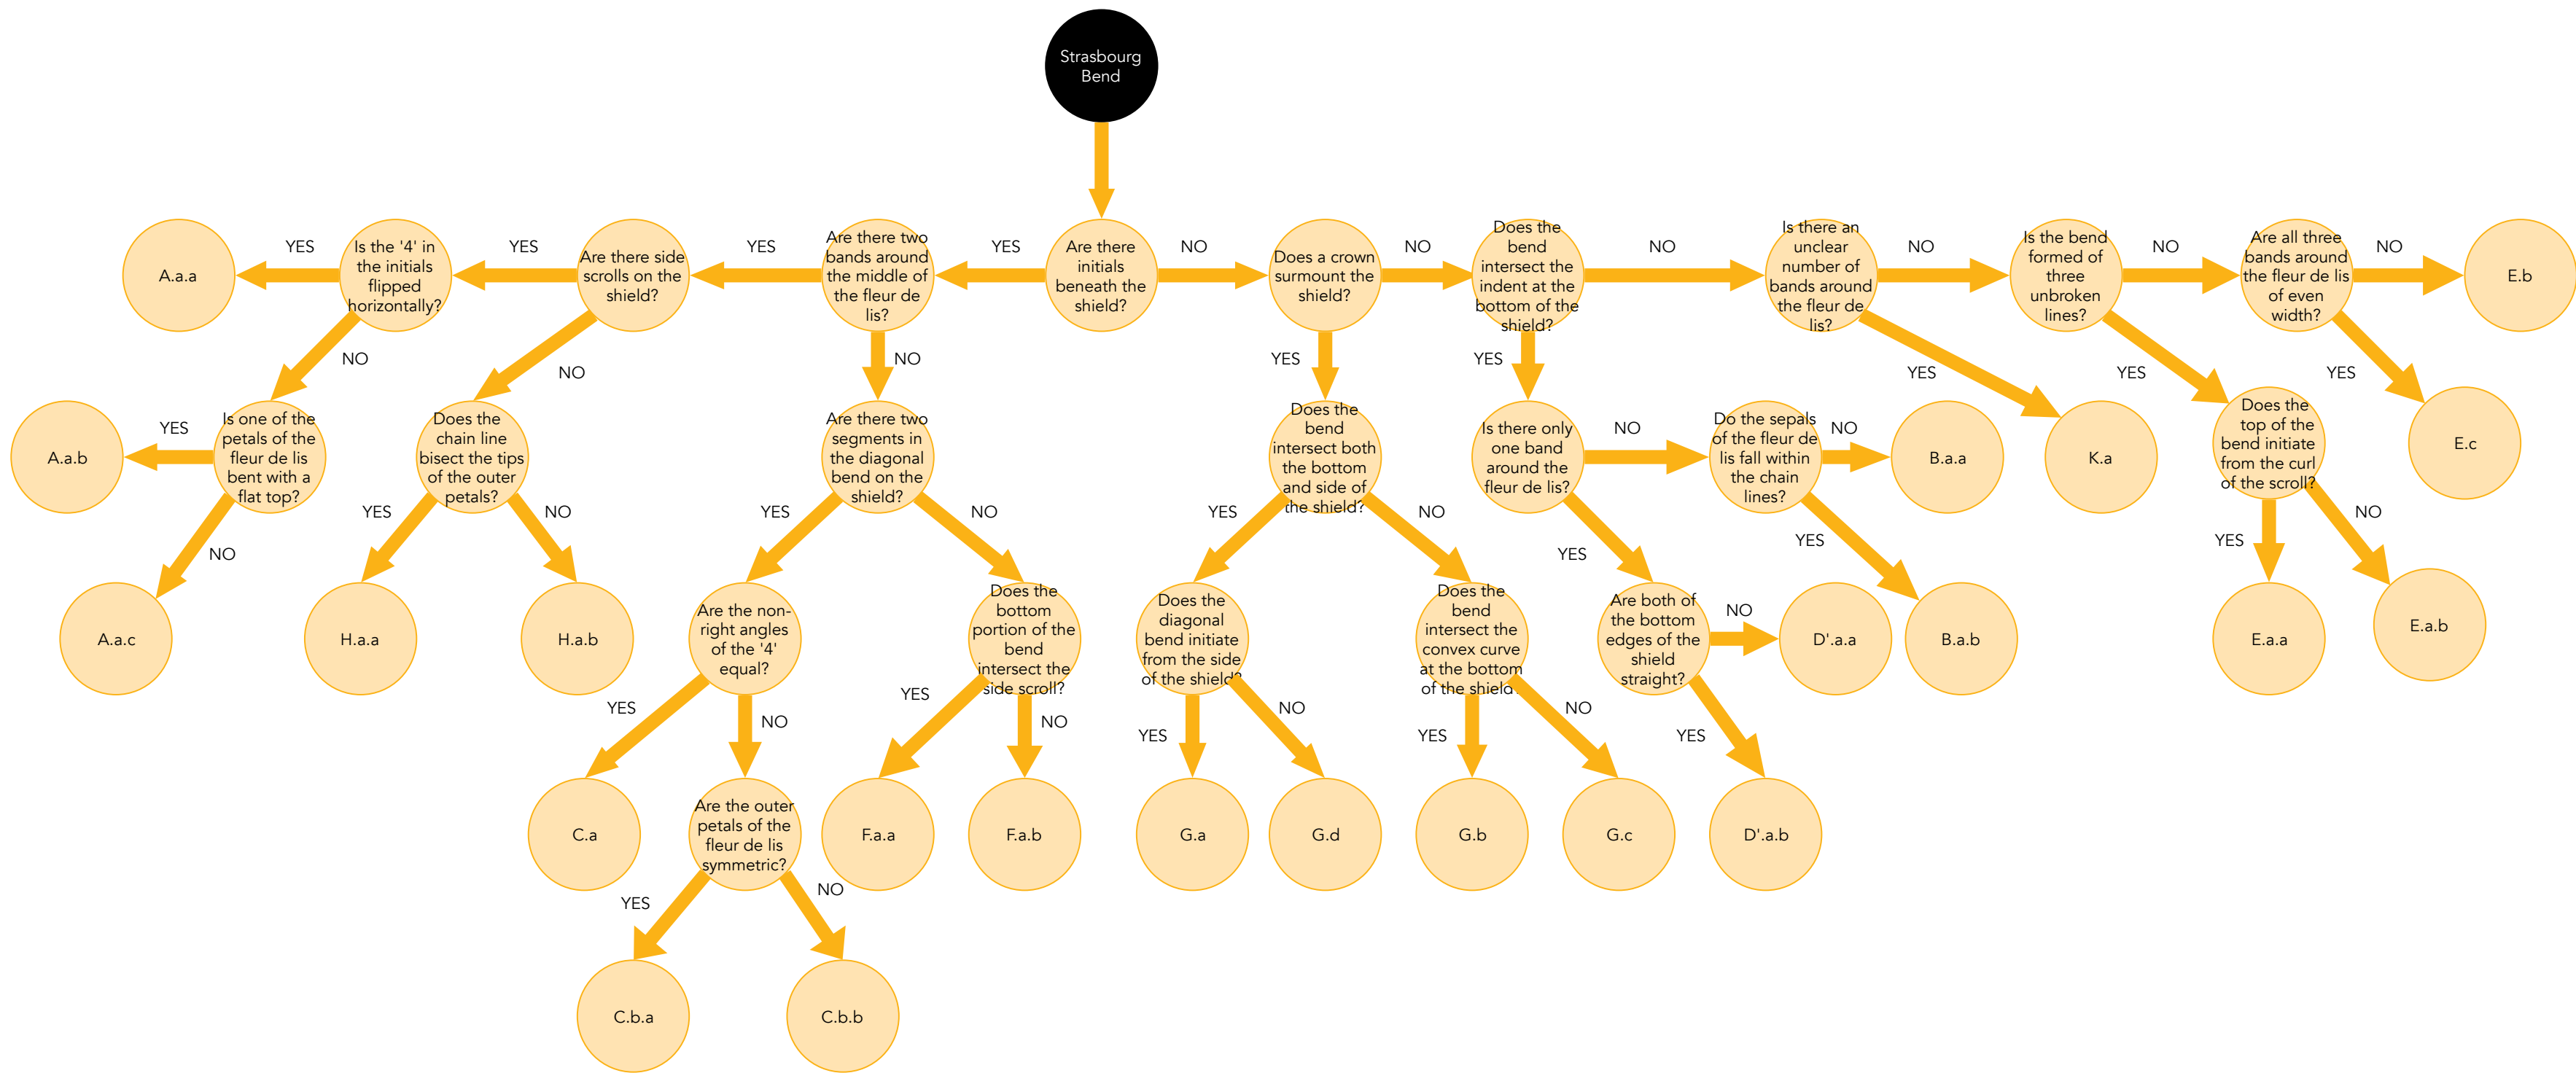 Strasbourg
Bend
A.a.a
YES
Is the '4' in
the initials
flipped
horizontally?
YES
Are there side
scrolls on the
shield?
YES
Are there two
bands around
the middle of
the fleur de
lis?
YES
Are there
initials
beneath the
shield?
NO
Does a crown
surmount the
shield?
NO
Does the
bend
intersect the
indent at the
bottom of the
shield?
NO
Is there an
unclear
number of
bands around
the fleur de
lis?
NO
Is the bend
formed of
three
unbroken
lines?
NO
Are all three
bands around
the fleur de lis
of even
width?
NO
E.b
NO
NO
NO
YES
YES
YES
YES
YES
A.a.b
YES
Is one of the
petals of the
fleur de lis
bent with a
flat top?
Does the
chain line
bisect the tips
of the outer
petals?
Are there two
segments in
the diagonal
bend on the
shield?
Does the
bend
intersect both
the bottom
and side of
the shield?
Is there only
one band
around the
fleur de lis?
NO
Do the sepals
of the fleur de
lis fall within
the chain
lines?
NO
B.a.a
K.a
Does the
top of the
bend initiate
from the curl
of the scroll?
E.c
NO
YES
NO
YES
NO
YES
NO
YES
YES
YES
NO
A.a.c
H.a.a
H.a.b
Are the non-
right angles
of the '4'
equal?
Does the
bottom
portion of the
bend
intersect the
side scroll?
Does the
diagonal
bend initiate
from the side
of the shield?
Does the
bend
intersect the
convex curve
at the bottom
of the shield?
Are both of
the bottom
edges of the
shield
straight?
NO
D'.a.a
B.a.b
E.a.a
E.a.b
YES
NO
YES
NO
YES
NO
YES
NO
YES
C.a
Are the outer
petals of the
fleur de lis
symmetric?
F.a.a
F.a.b
G.a
G.d
G.b
G.c
D'.a.b
YES
NO
C.b.a
C.b.b